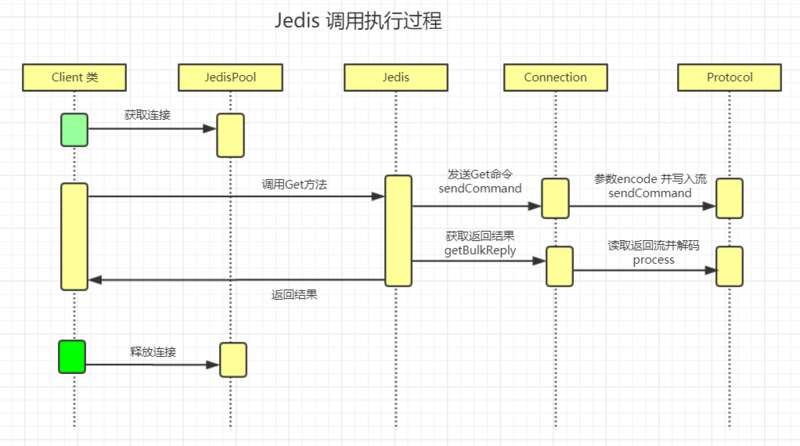 Jedis 调用执行过程
Client 类
JedisPool
Jedis
Connection
Protocol
获取连接
调用Get方法
发送Get命令
sendCommand
参数encode 并写入流
sendCommand
获取返回结果
getBulkReply
读取返回流并解码
process
返回结果
释放连接